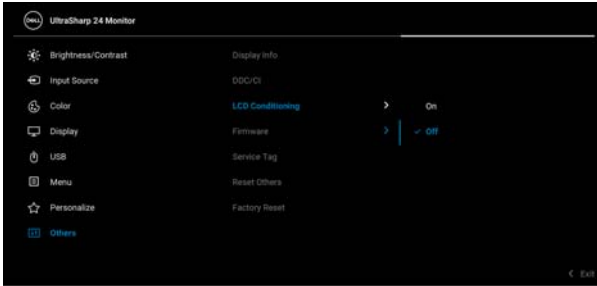 DELL UltraSharp 24 Monitor
Brightness/Contrast Display Info
Input Source DDC/CI
Color LCD Conditioning > On
Display Firmware > ✓ Off
USB Service Tag
Menu Reset Others
Personalize Factory Reset
Others
< Exit